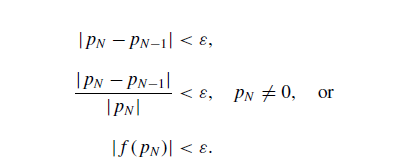 |p_N − p_{N−1}| < ε,
|p_N − p_{N−1}| / |p_N| < ε, p_N ≠ 0, or
|f(p_N)| < ε.